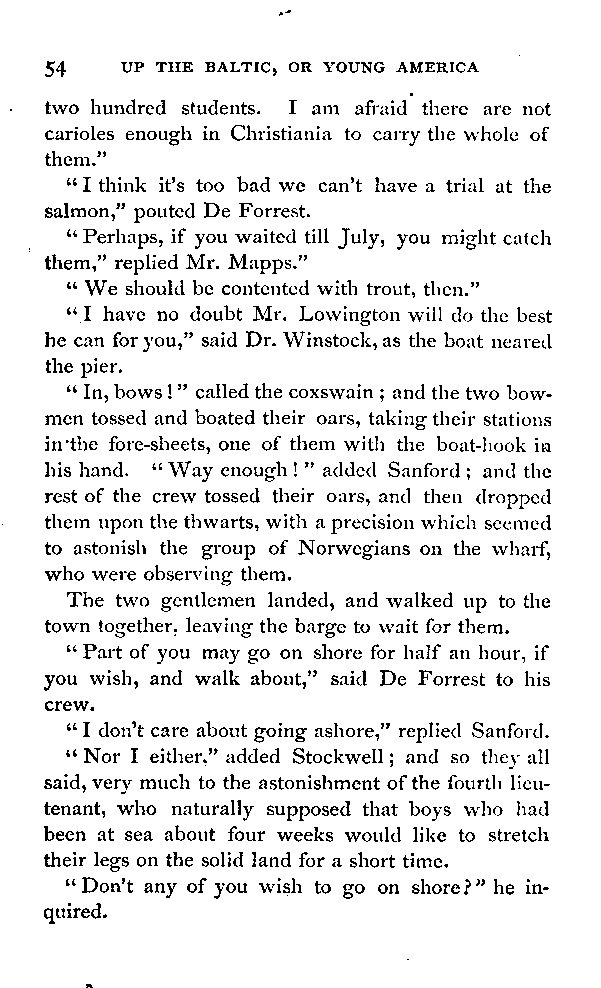 54 UP THE BALTIC, OR YOUNG AMERICA
two hundred students. I am afraid there are not
carioles enough in Christiania to carry the whole of
them."
"I think it's too bad we can't have a trial at the
salmon," pouted De Forrest.
"Perhaps, if you waited till July, you might catch
them," replied Mr. Mapps."
"We should be contented with trout, then."
"I have no doubt Mr. Lowington will do the best
he can for you," said Dr. Winstock, as the boat neared
the pier.
"In, bows!" called the coxswain; and the two bow-
men tossed and boated their oars, taking their stations
in the fore-sheets, one of them with the boat-hook in
his hand. "Way enough!" added Sanford; and the
rest of the crew tossed their oars, and then dropped
them upon the thwarts, with a precision which seemed
to astonish the group of Norwegians on the wharf,
who were observing them.
The two gentlemen landed, and walked up to the
town together, leaving the barge to wait for them.
"Part of you may go on shore for half an hour, if
you wish, and walk about," said De Forrest to his
crew.
"I don't care about going ashore," replied Sanford.
"Nor I either," added Stockwell; and so they all
said, very much to the astonishment of the fourth lieu-
tenant, who naturally supposed that boys who had
been at sea about four weeks would like to stretch
their legs on the solid land for a short time.
"Don't any of you wish to go on shore?" he in-
quired.